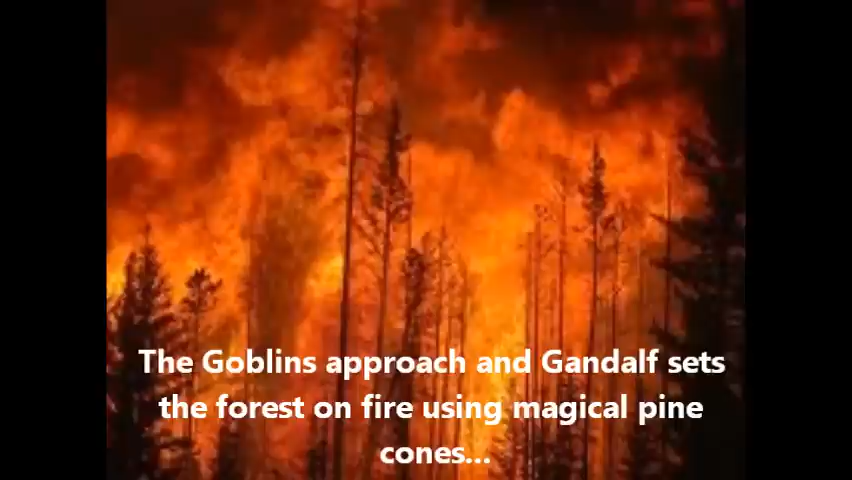 The Goblins approach and Gandalf sets
the forest on fire using magical pine
cones...